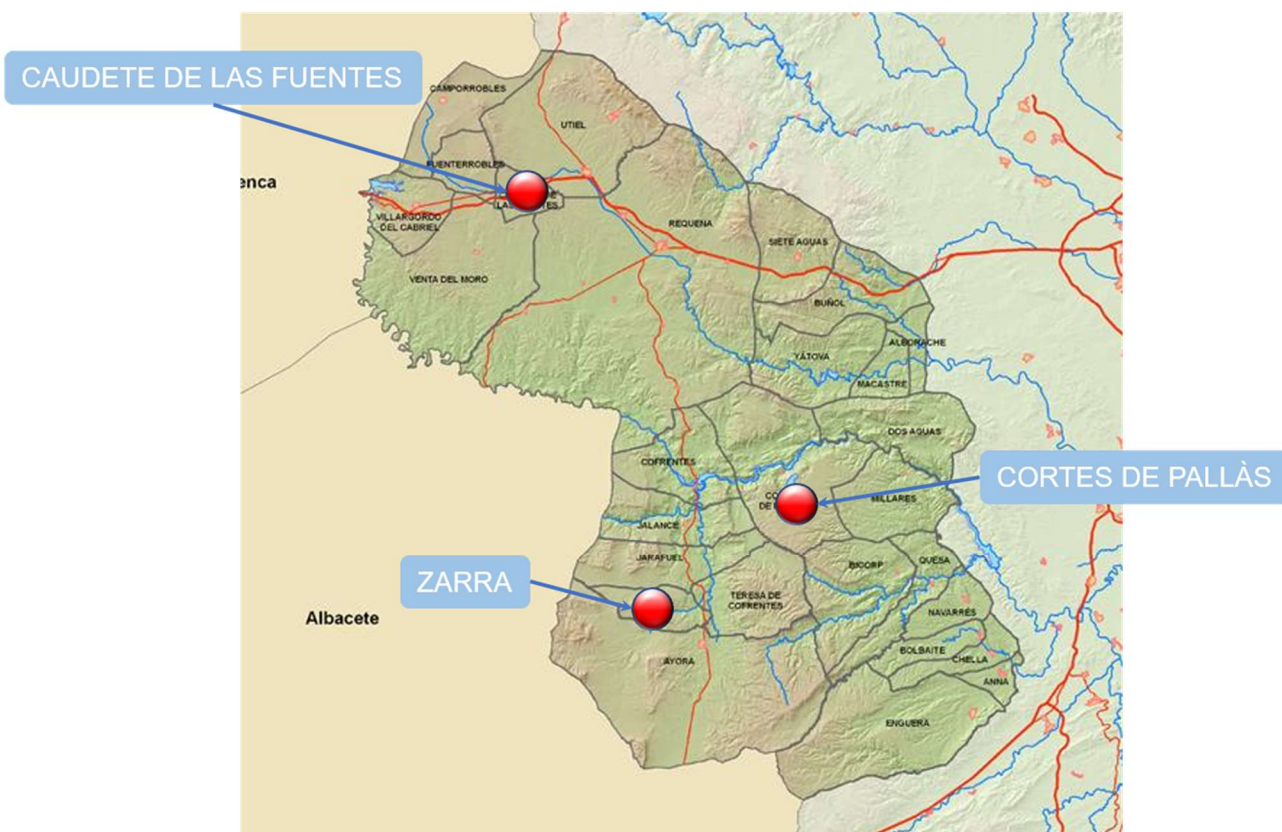 CAUDETE DE LAS FUENTES
CAMPORROBLES
UTIEL
FUENTERROBLES
enca
VILLARGORDO
DEL CABRIEL
REQUENA
SIETE AGUAS
VENTA DEL MORO
BUÑOL
ALBORACHE
YÁTOVA
MACASTRE
DOS AGUAS
COFRENTES
CORTES DE PALLÀS
MILLARES
JALANCE
JARAFUEL
BICORP
QUESA
ZARRA
TERESA DE
COFRENTES
NAVARRÉS
Albacete
BOLBAITE
CHELLA
AYORA
ANNA
ENGUERA